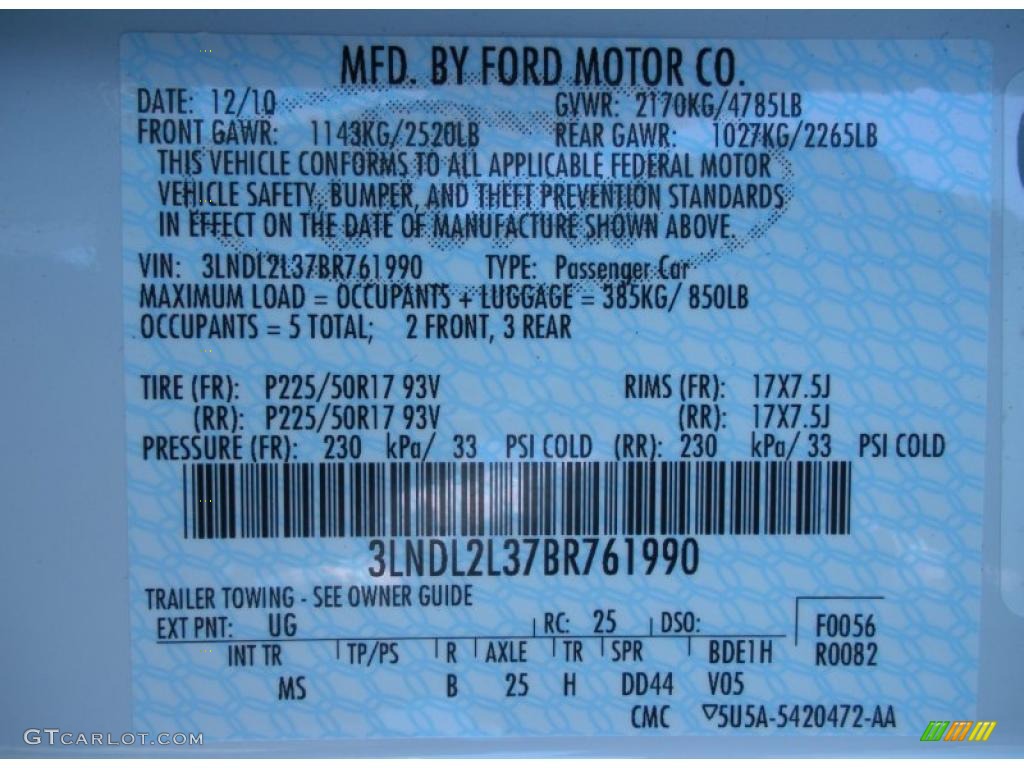 MFD. BY FORD MOTOR CO.
DATE: 12/10 GVWR: 2170KG/4785LB
FRONT GAWR: 1143KG/2520LB REAR GAWR: 1027KG/2265LB
THIS VEHICLE CONFORMS TO ALL APPLICABLE FEDERAL MOTOR
VEHICLE SAFETY, BUMPER, AND THEFT PREVENTION STANDARDS
IN EFFECT ON THE DATE OF MANUFACTURE SHOWN ABOVE.
VIN: 3LNDL2L37BR761990 TYPE: Passenger Car
MAXIMUM LOAD = OCCUPANTS + LUGGAGE = 385KG/ 850LB
OCCUPANTS = 5 TOTAL; 2 FRONT, 3 REAR
TIRE (FR): P225/50R17 93V RIMS (FR): 17X7.5J
(RR): P225/50R17 93V (RR): 17X7.5J
PRESSURE (FR): 230 kPa/ 33 PSI COLD (RR): 230 kPa/ 33 PSI COLD
3LNDL2L37BR761990
TRAILER TOWING - SEE OWNER GUIDE
EXT PNT: UG RC: 25 DSO: F0056
INT TR TP/PS R AXLE TR SPR BDE1H R0082
MS B 25 H DD44 V05
CMC ▽5U5A-5420472-AA
GTCARLOT.COM